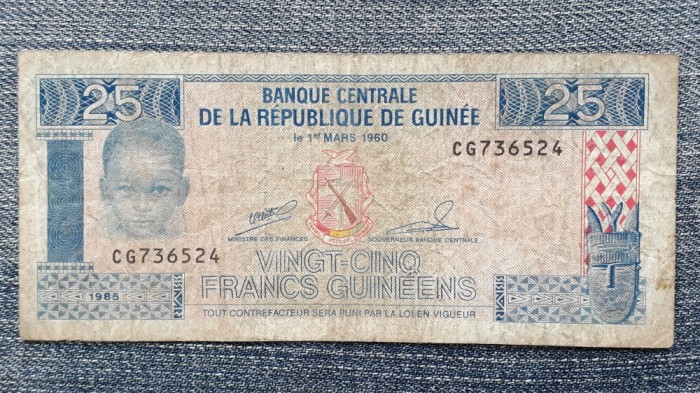 25
BANQUE CENTRALE
25
DE LA RÉPUBLIQUE DE GUINÉE
le 1er MARS 1960
CG736524
MINISTRE DES FINANCES
GOUVERNEUR BANQUE CENTRALE
CG736524
VINGT-CINQ
FRANCS GUINÉENS
1985
TOUT CONTREFACTEUR SERA PUNI PAR LA LOI EN VIGUEUR